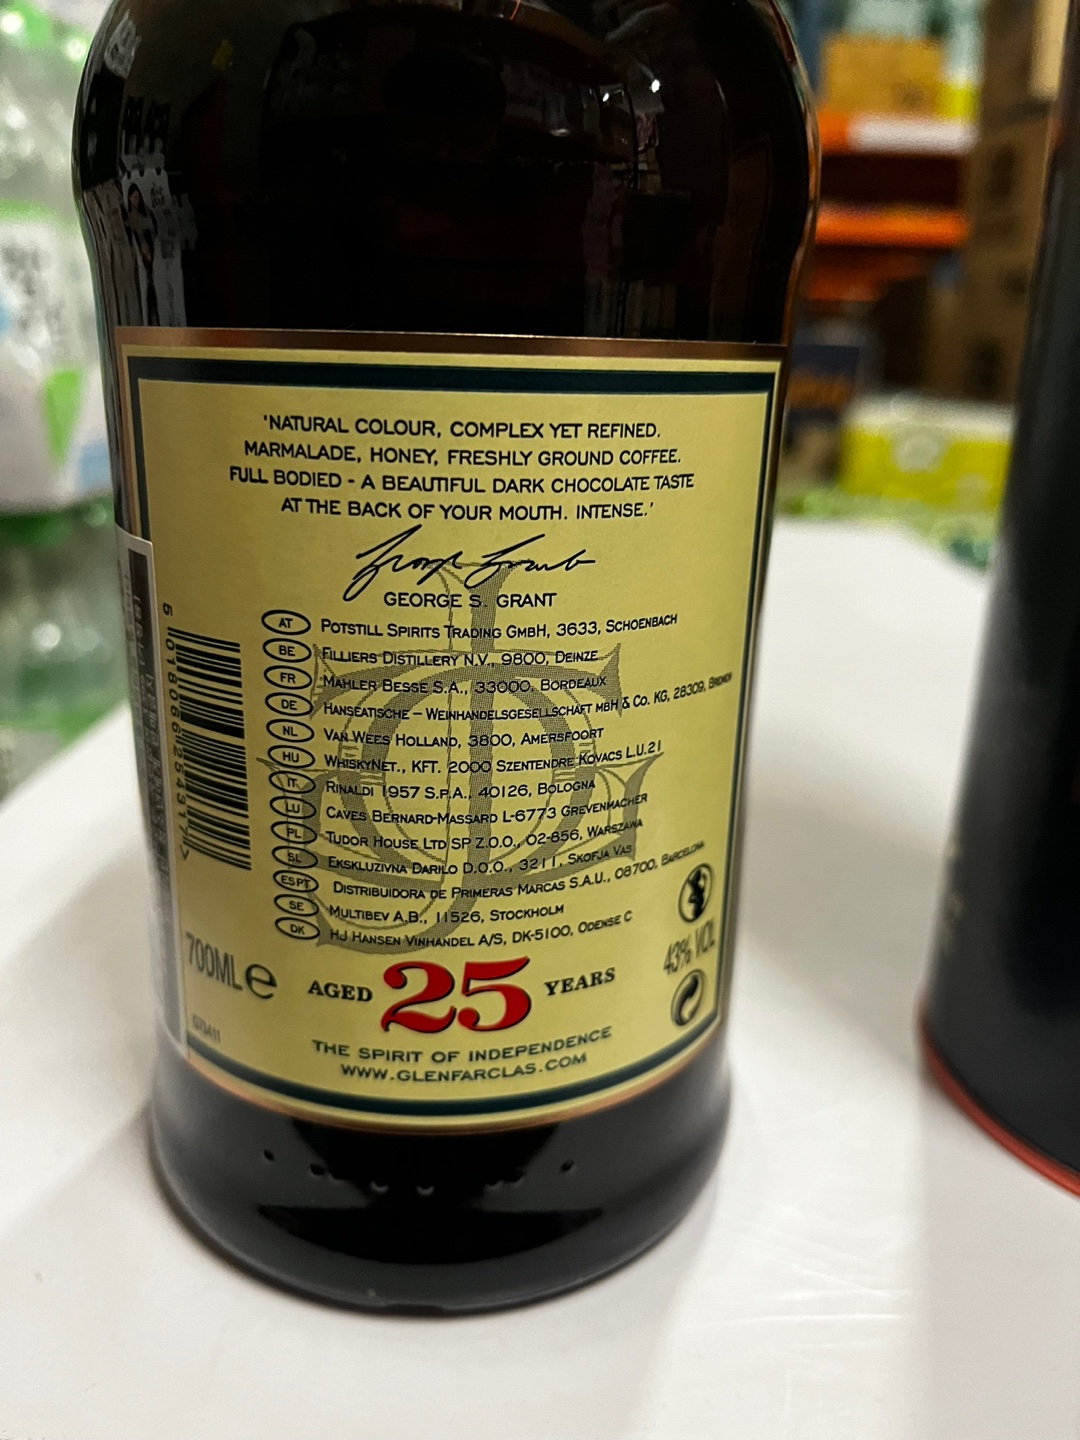 'NATURAL COLOUR, COMPLEX YET REFINED.
MARMALADE, HONEY, FRESHLY GROUND COFFEE.
FULL BODIED - A BEAUTIFUL DARK CHOCOLATE TASTE
AT THE BACK OF YOUR MOUTH. INTENSE.'
GEORGE S. GRANT
AT POTSTILL SPIRITS TRADING GMBH, 3633, SCHOENBACH
BE FILLIERS DISTILLERY N.V., 9800, DEINZE
FR MAHLER BESSE S.A., 33000, BORDEAUX
DE HANSEATISCHE – WEINHANDELSGESELLSCHAFT MBH & CO. KG, 28309, BREMEN
NL VAN WEES HOLLAND, 3800, AMERSFOORT
HU WHISKYNET., KFT. 2000 SZENTENDRE KOVACS L.U.21
IT RINALDI 1957 S.P.A., 40126, BOLOGNA
LU CAVES BERNARD-MASSARD L-6773 GREVENMACHER
PL TUDOR HOUSE LTD SP Z.O.O., 02-856, WARSZAWA
SL EKSKLUZIVNA DARILO D.O.O., 3211, SKOFJA VAS
ES PT DISTRIBUIDORA DE PRIMERAS MARCAS S.A.U., 08700, BARCELONA
SE MULTIBEV A.B., 11526, STOCKHOLM
DK HJ HANSEN VINHANDEL A/S, DK-5100, ODENSE C
5 018066 254317 >
700ML e
43% VOL
AGED 25 YEARS
THE SPIRIT OF INDEPENDENCE
WWW.GLENFARCLAS.COM